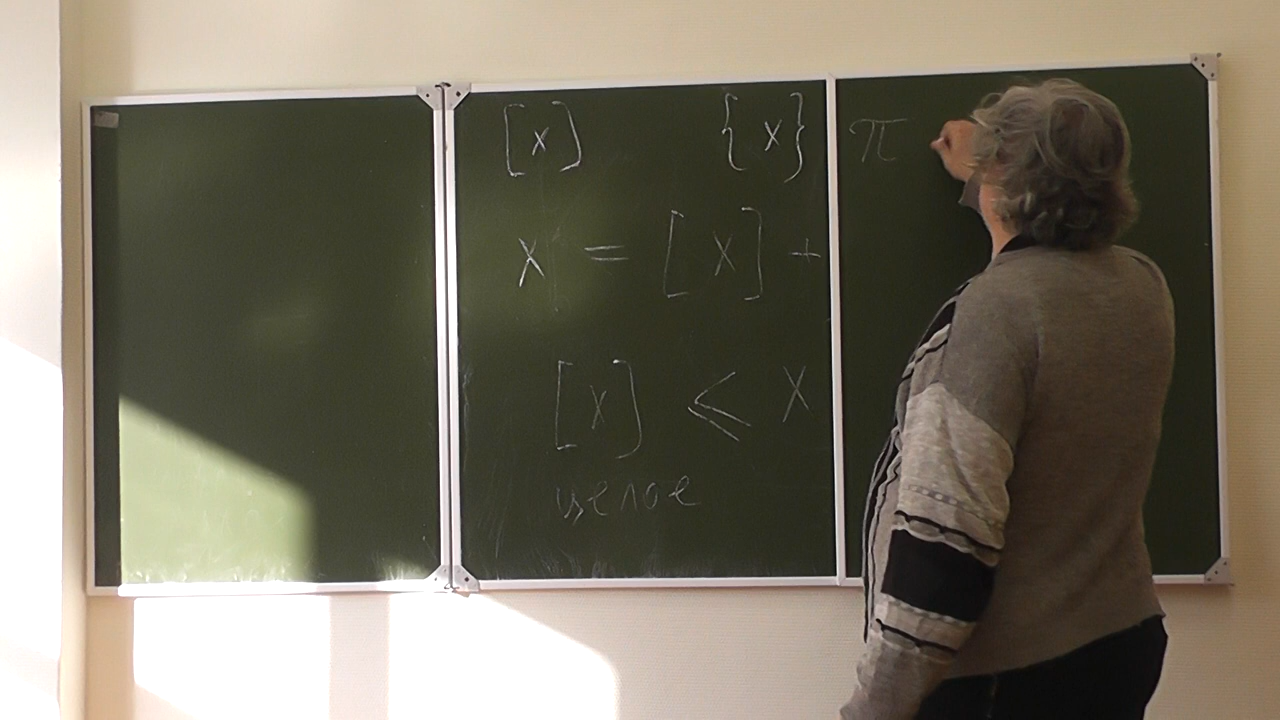 [x] {x} π
x = [x] +
[x] ⩽ x
целое